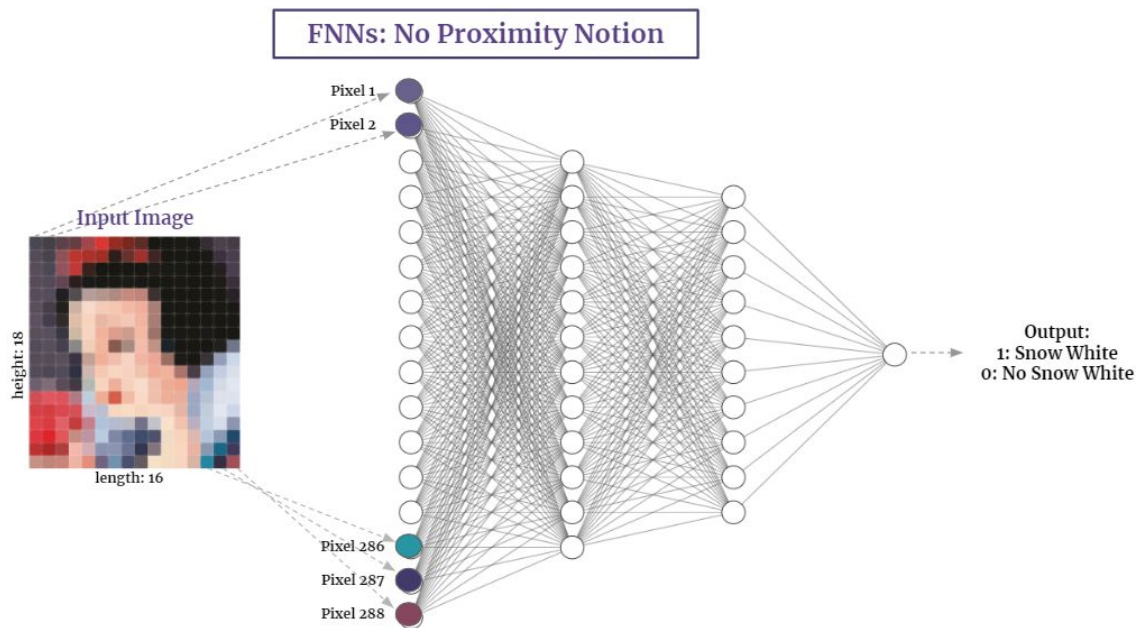 FNNs: No Proximity Notion
Pixel 1
Pixel 2
Input Image
height: 18
length: 16
Pixel 286
Pixel 287
Pixel 288
Output:
1: Snow White
0: No Snow White